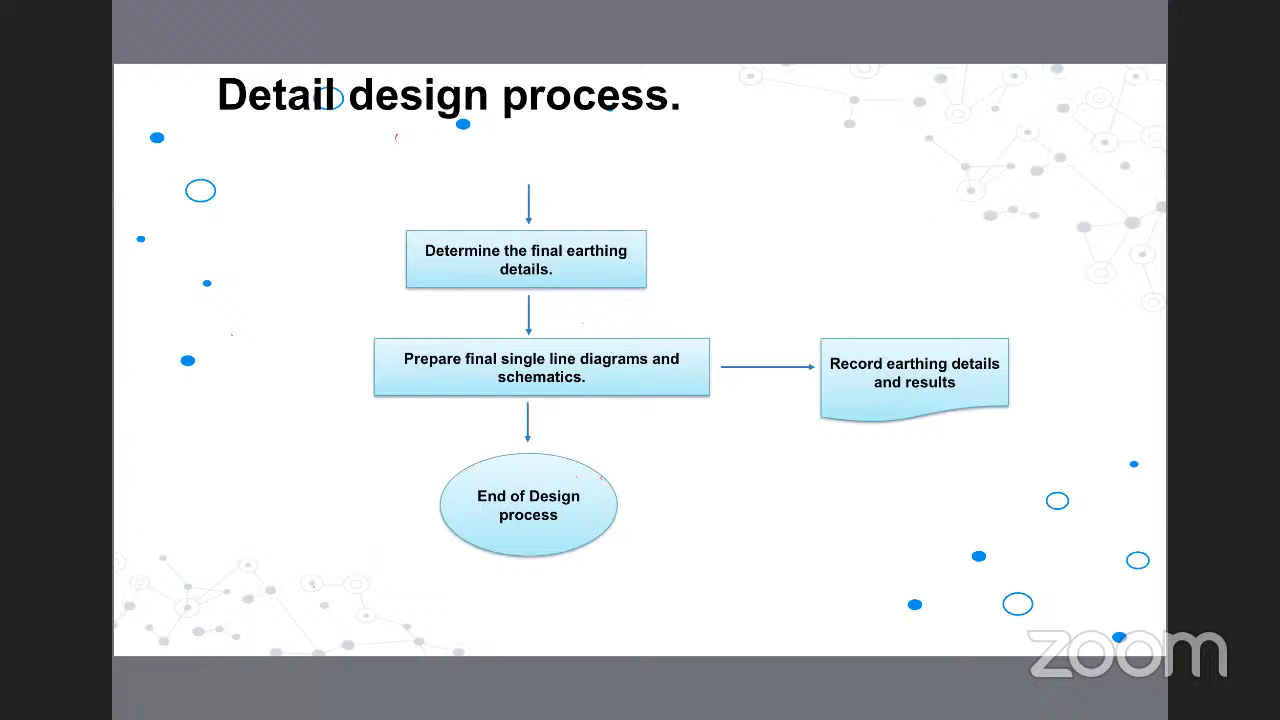 Detail design process.
Determine the final earthing
details.
Prepare final single line diagrams and
schematics.
Record earthing details
and results
End of Design
process
zoom